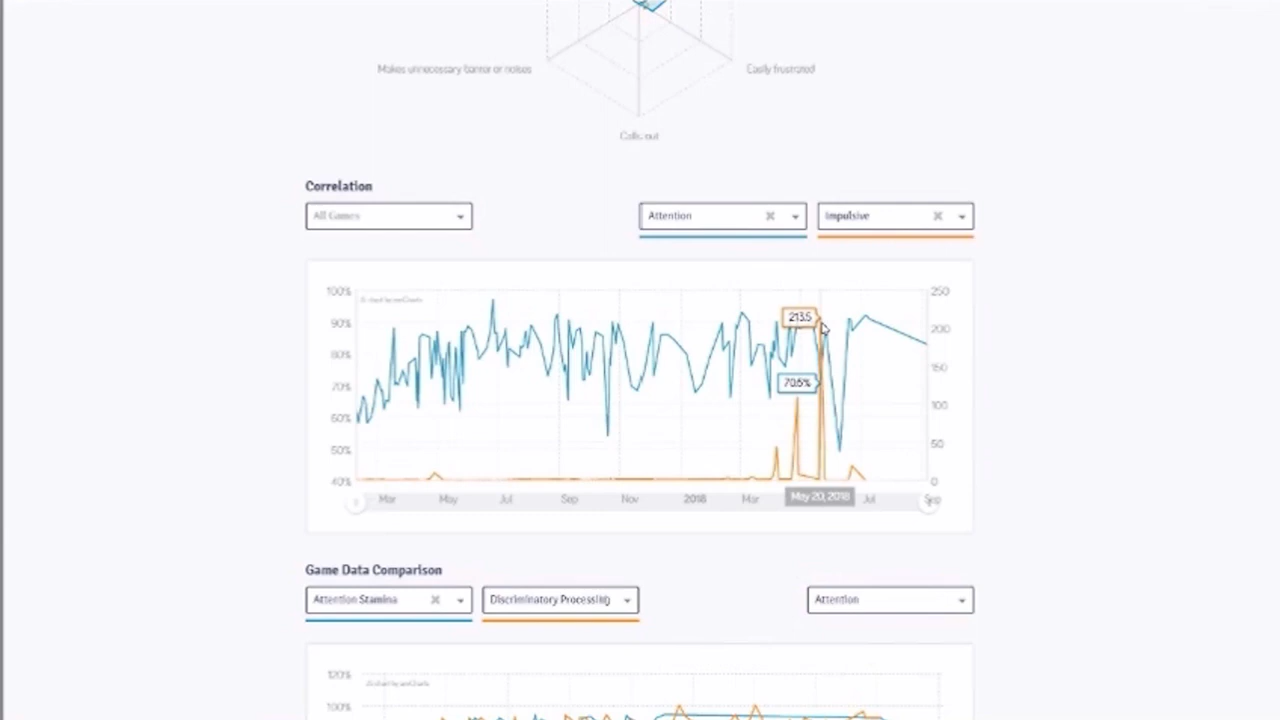 Makes unnecessary banter or noises
Easily frustrated
Calls out
Correlation
All Games
Attention
Impulsive
100%
90%
80%
70%
60%
50%
40%
250
200
150
100
50
0
213.5
70.5%
Mar
May
Jul
Sep
Nov
2018
Mar
May 20, 2018
Jul
Sep
Game Data Comparison
Attention Stamina
Discriminatory Processing
Attention
120%
100%